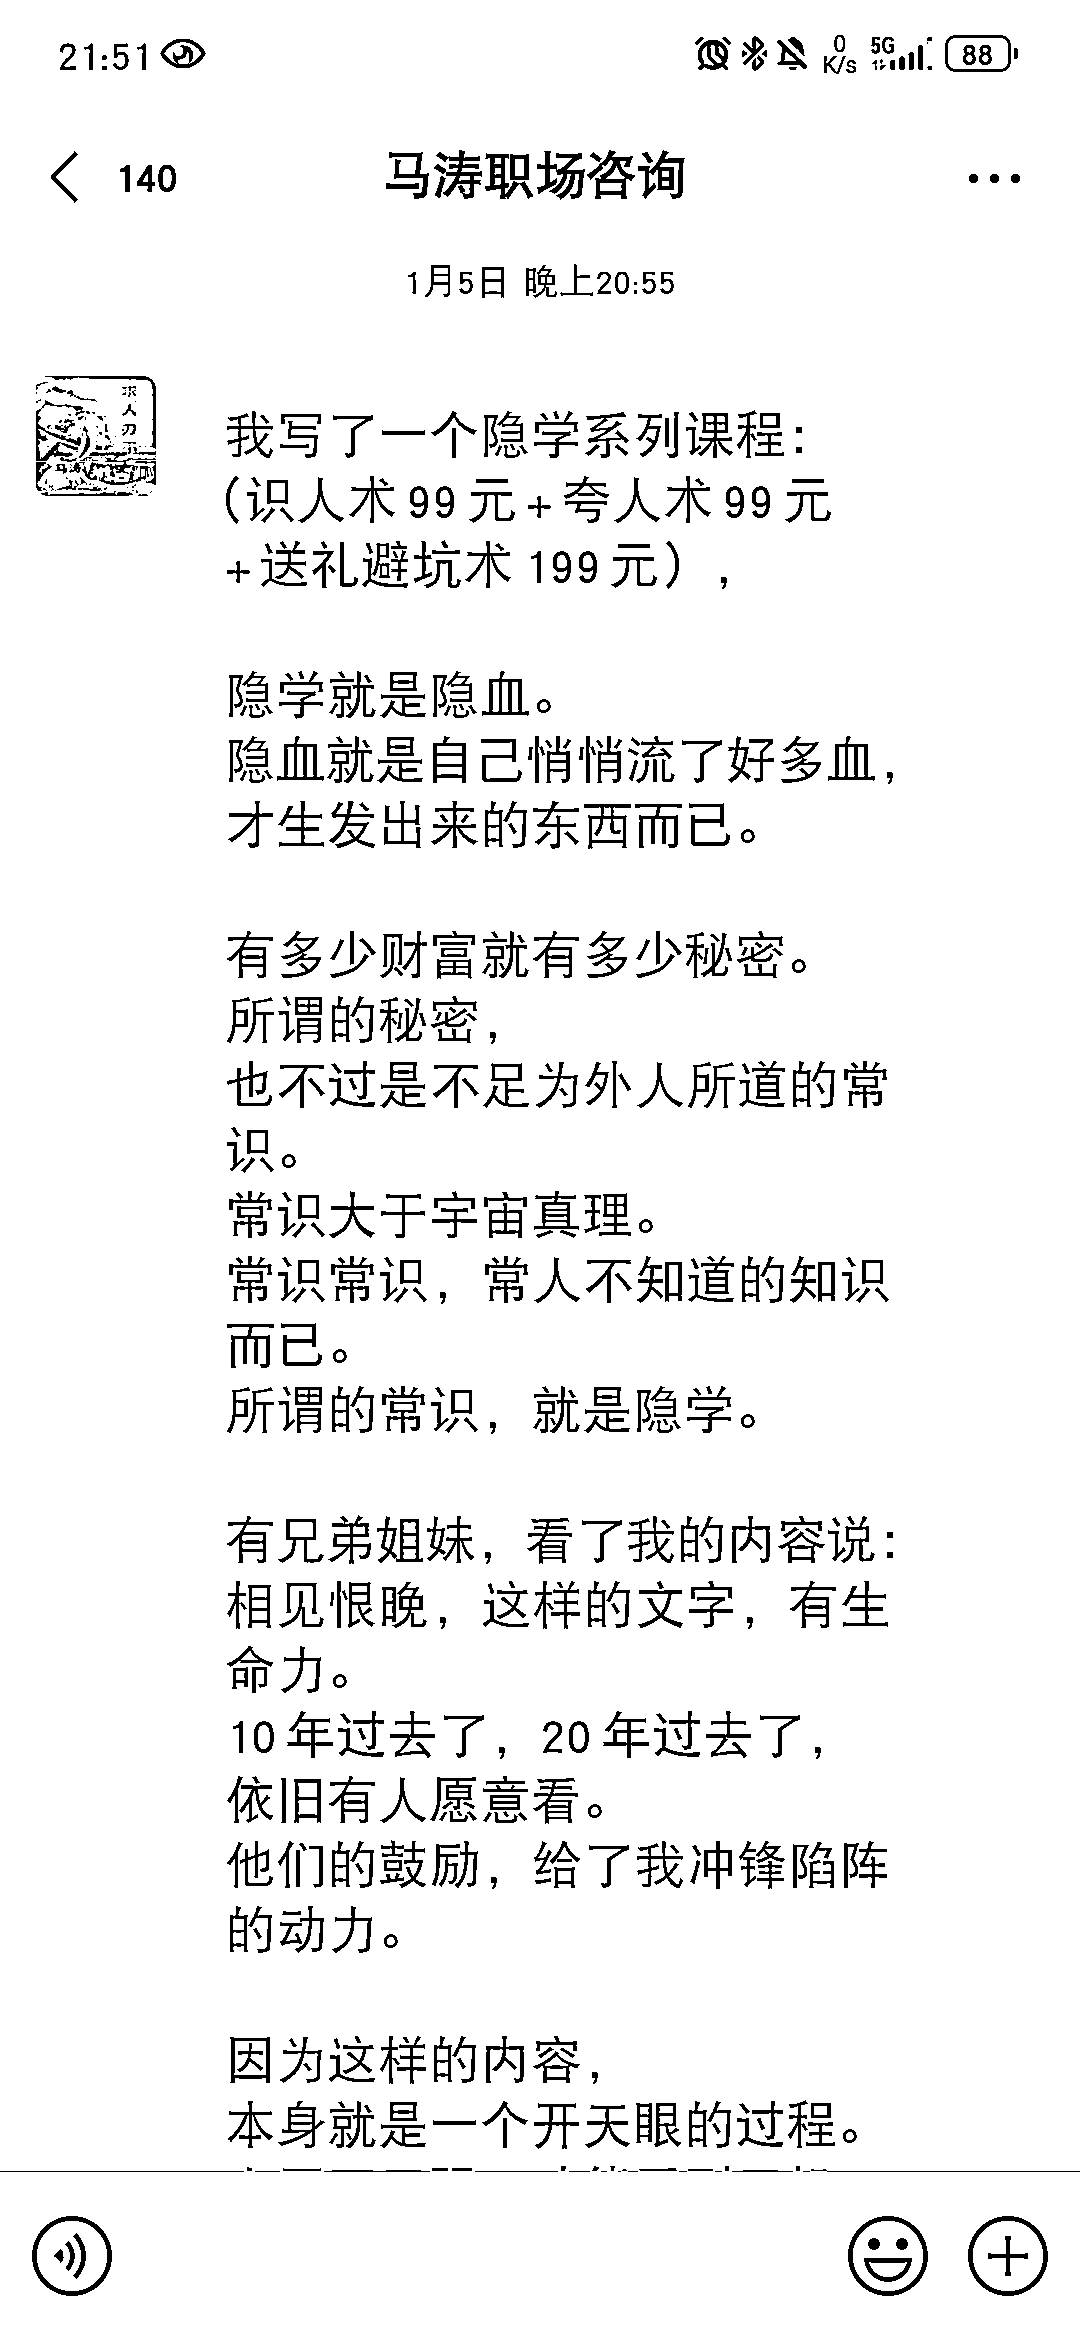 21:51
0
K/s
5G
88
140
马涛职场咨询
1月5日 晚上20:55
我写了一个隐学系列课程：
（识人术 99 元 + 夸人术 99 元
+ 送礼避坑术 199 元），
隐学就是隐血。
隐血就是自己悄悄流了好多血，
才生发出来的东西而已。
有多少财富就有多少秘密。
所谓的秘密，
也不过是不足为外人所道的常
识。
常识大于宇宙真理。
常识常识，常人不知道的知识
而已。
所谓的常识，就是隐学。
有兄弟姐妹，看了我的内容说：
相见恨晚，这样的文字，有生
命力。
10 年过去了，20 年过去了，
依旧有人愿意看。
他们的鼓励，给了我冲锋陷阵
的动力。
因为这样的内容，
本身就是一个开天眼的过程。